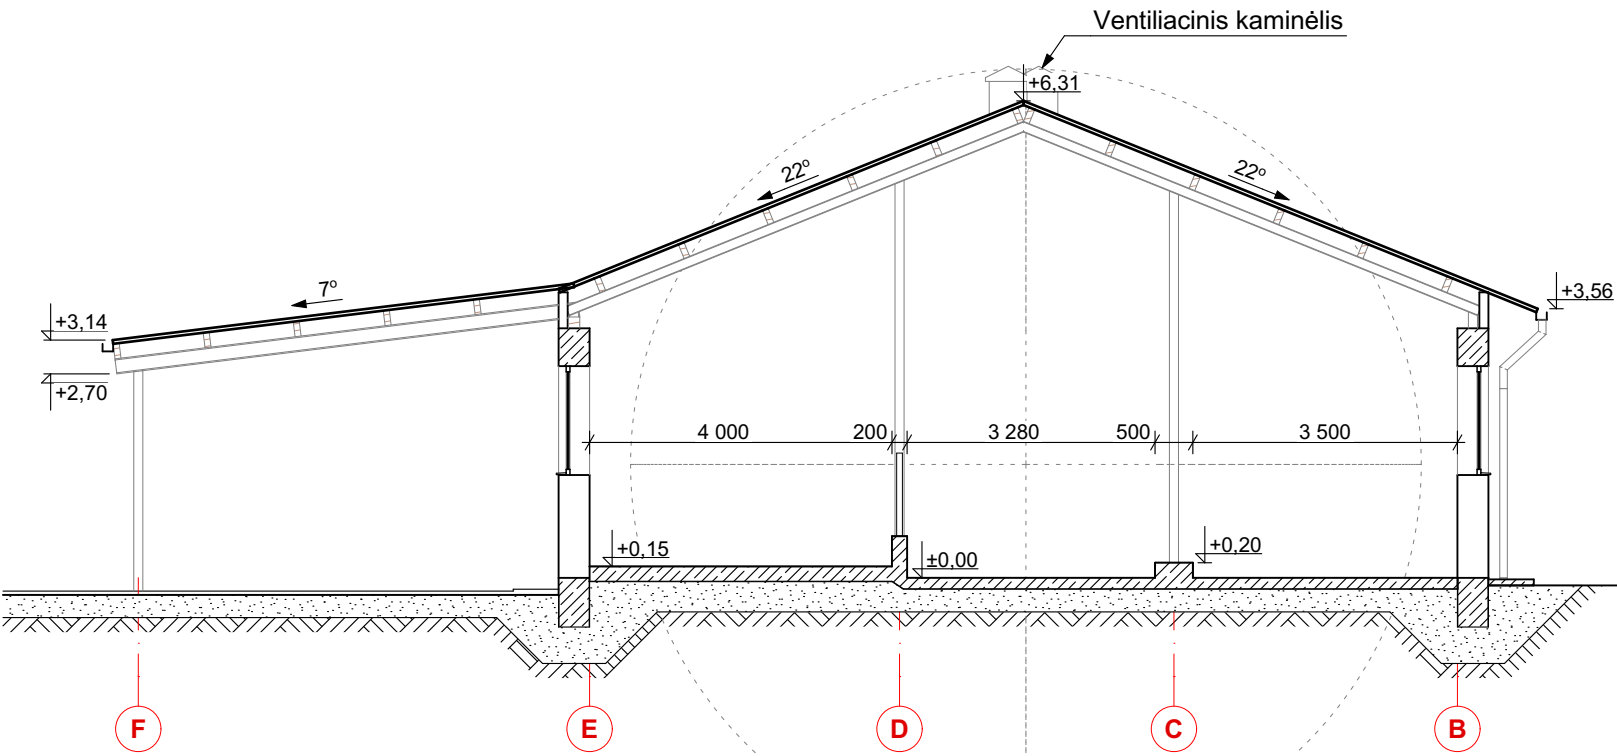 Ventiliacinis kaminėlis
+6,31
22°
22°
7°
+3,14
+3,56
+2,70
4 000
200
3 280
500
3 500
+0,15
±0,00
+0,20
F
E
D
C
B